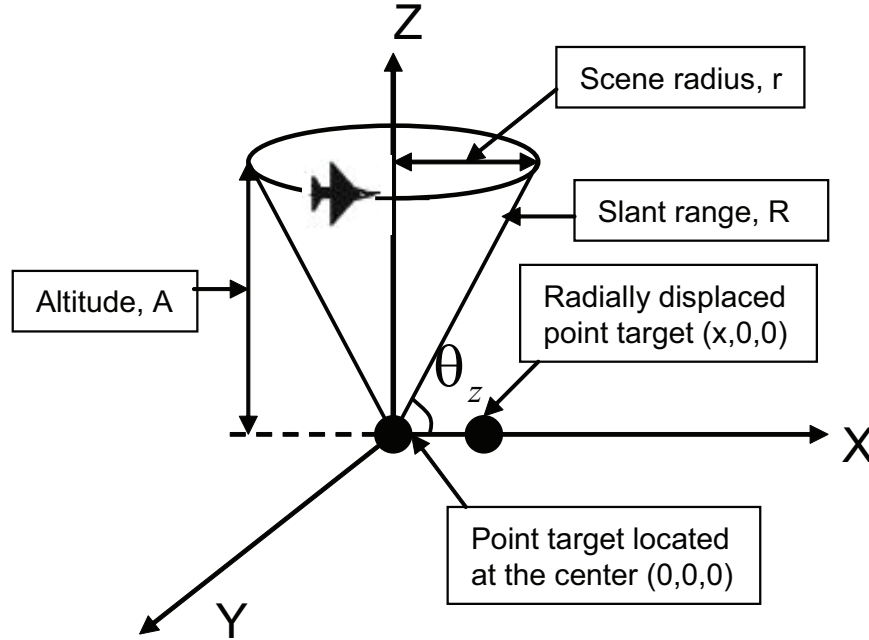 Z
Scene radius, r
Slant range, R
Altitude, A
Radially displaced
point target (x,0,0)
θz
X
Point target located
at the center (0,0,0)
Y